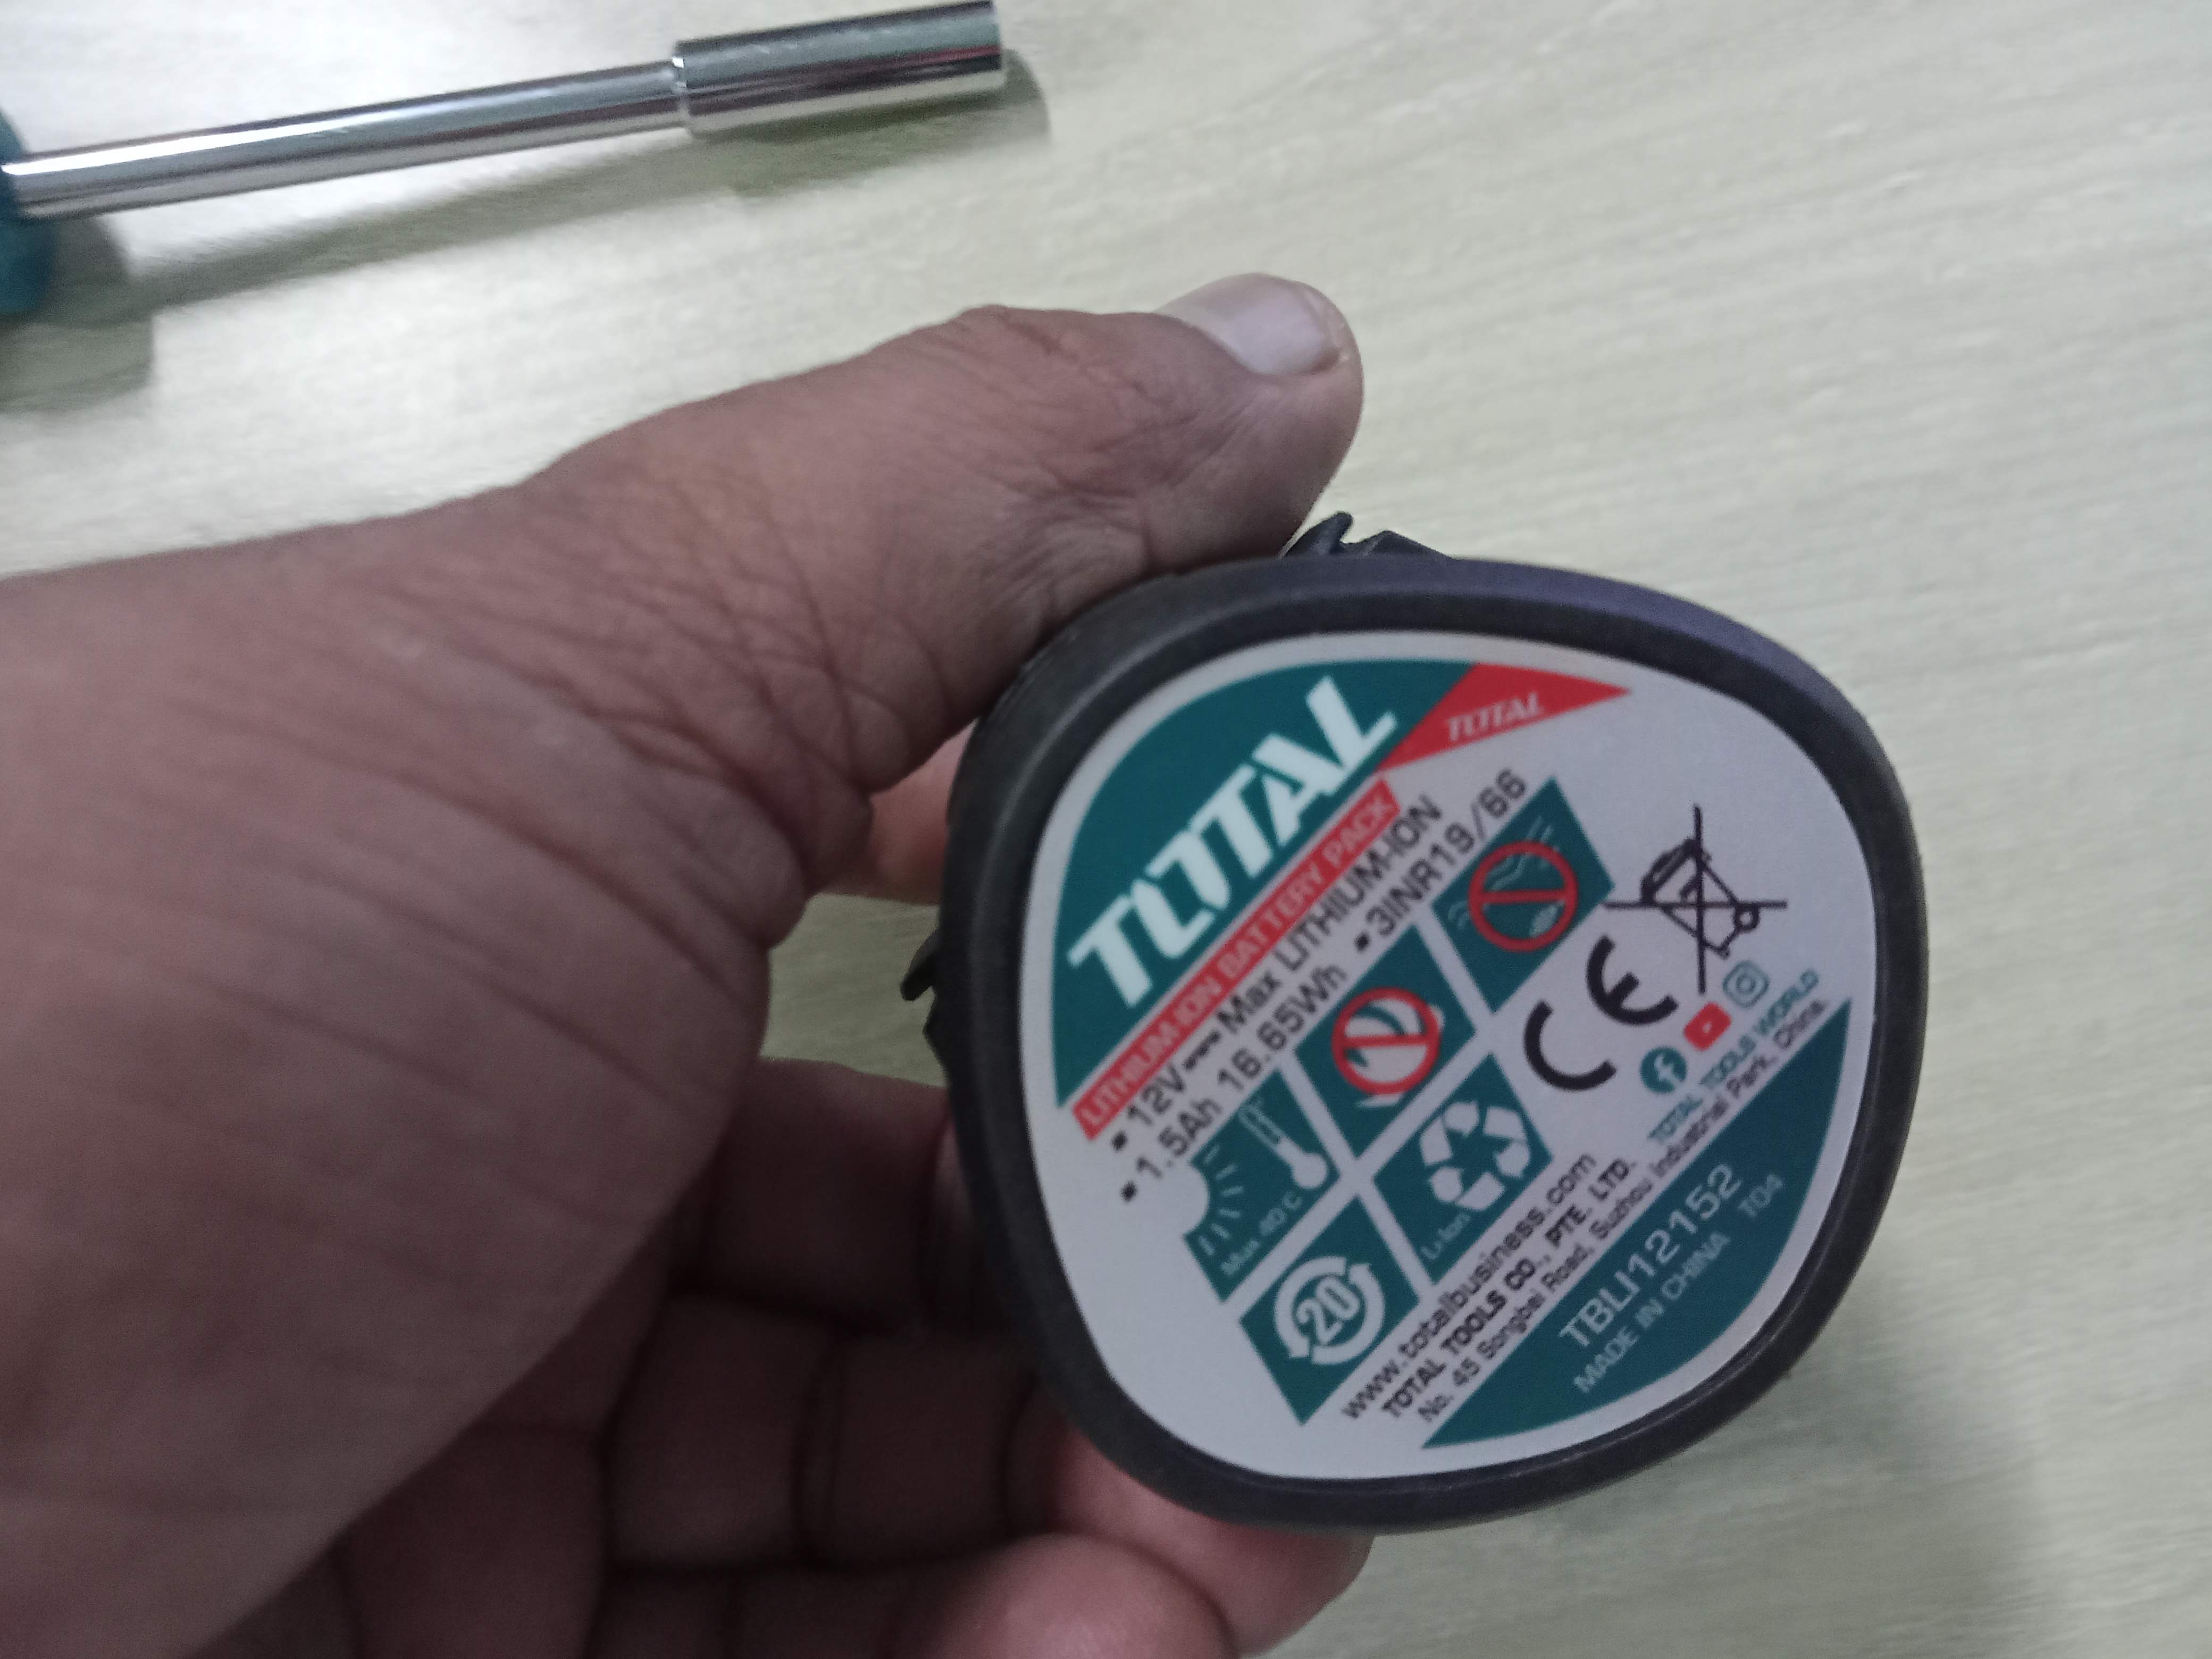 TOTAL
TOTAL
LITHIUM-ION BATTERY PACK
▪12V⎓Max LITHIUM-ION
▪1.5Ah 16.65Wh ▪3INR19/66
Max 40°C
Li Ion
20
CE
www.totalbusiness.com
TOTAL TOOLS CO., PTE. LTD.
TOTAL TOOLS WORLD
No. 45 Songbei Road, Suzhou Industrial Park, China.
TBLI12152
MADE IN CHINA T04